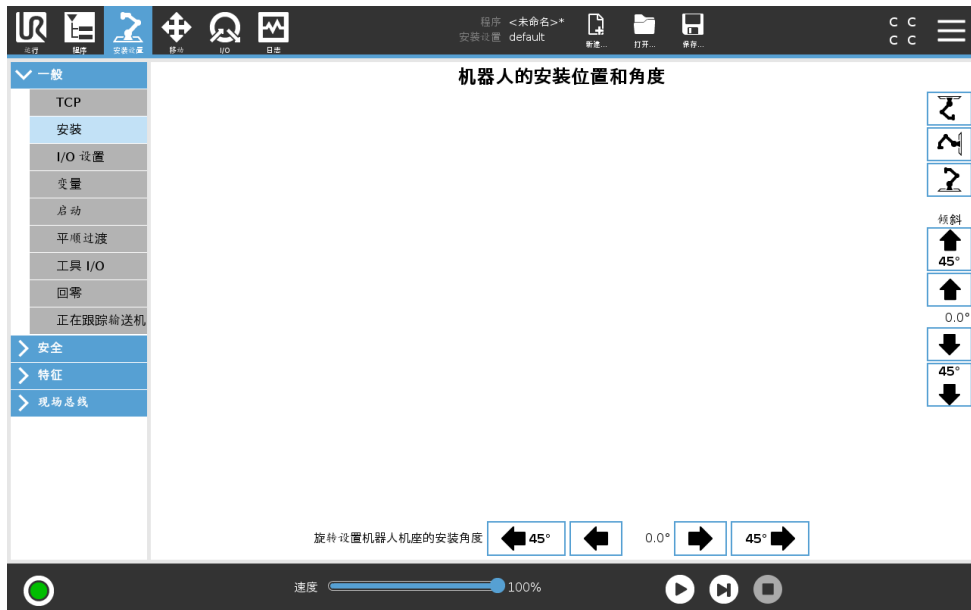 程序 <未命名>*
安装设置 default
运行
程序
安装设置
移动
I/O
日志
新建...
打开...
保存...
C C
C C
一般
TCP
安装
I/O 设置
变量
启动
平顺过渡
工具 I/O
回零
正在跟踪输送机
安全
特征
现场总线
机器人的安装位置和角度
倾斜
45°
0.0°
45°
旋转设置机器人机座的安装角度
45°
0.0°
45°
速度
100%